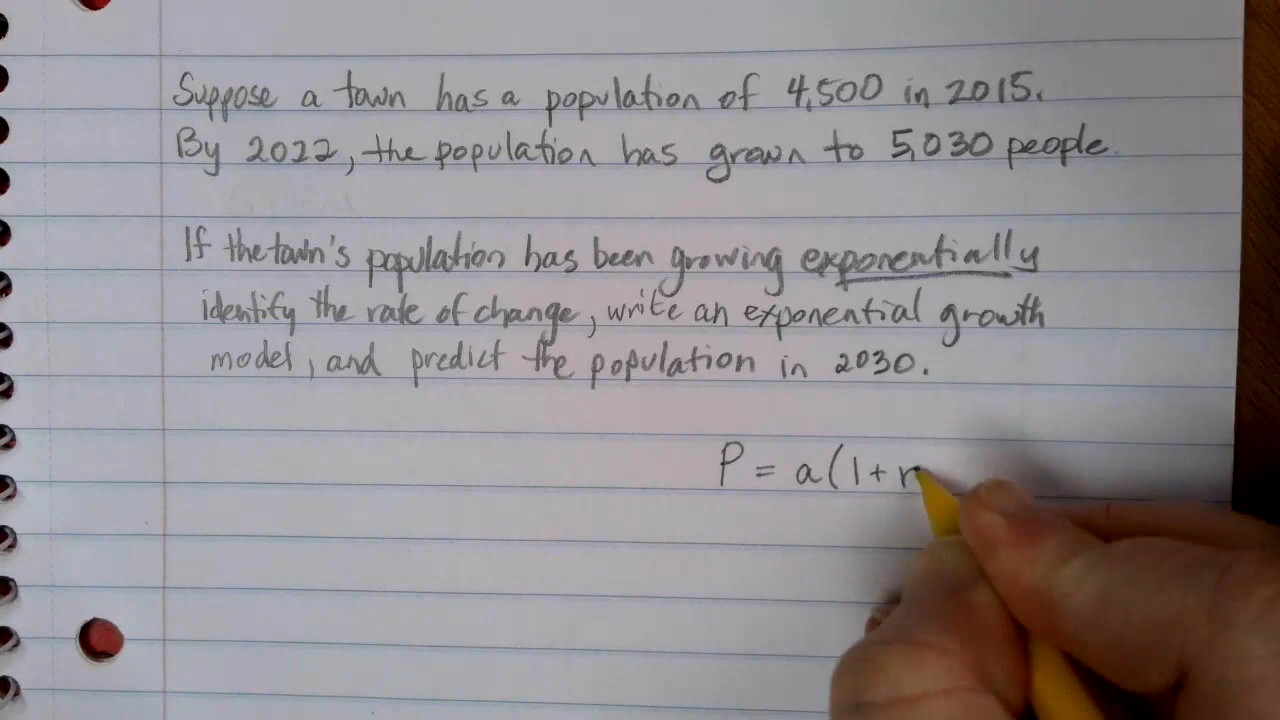 Suppose a town has a population of 4,500 in 2015.
By 2022, the population has grown to 5,030 people.
If the town's population has been growing exponentially
identify the rate of change, write an exponential growth
model, and predict the population in 2030.
P = a(1+r